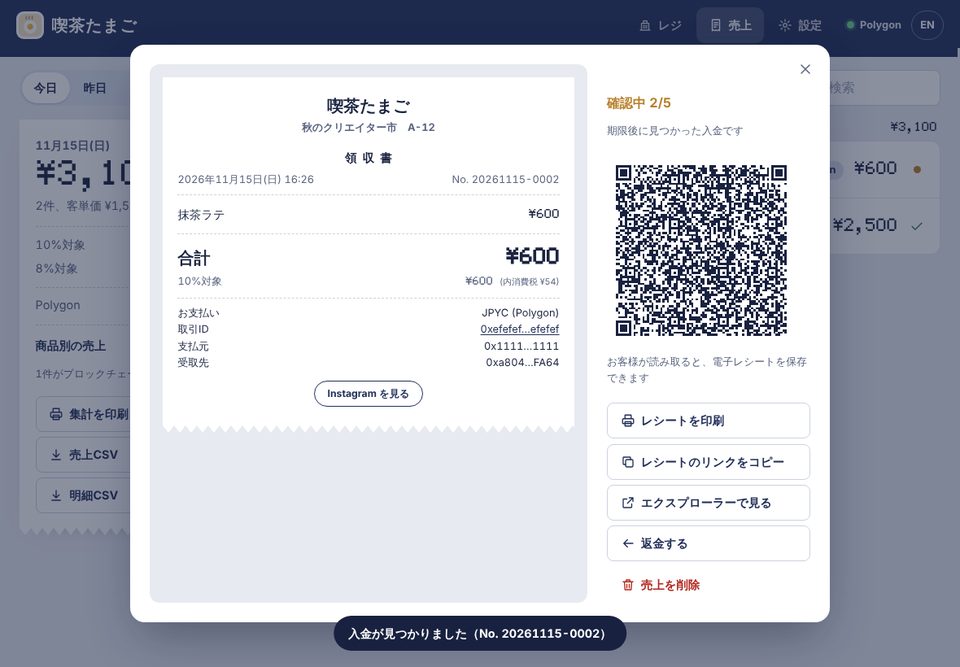 喫茶たまご
レジ
売上
設定
Polygon
EN
今日
昨日
検索
11月15日(日)
¥3,10
2件、客単価 ¥1,5
10%対象
8%対象
Polygon
商品別の売上
1件がブロックチェー
集計を印刷
売上CSV
明細CSV
¥3,100
n
¥600
¥2,500
喫茶たまご
秋のクリエイター市 A-12
領収書
2026年11月15日(日) 16:26
No. 20261115-0002
抹茶ラテ
¥600
合計
¥600
10%対象
¥600 (内消費税 ¥54)
お支払い
JPYC (Polygon)
取引ID
0xefefef…efefef
支払元
0x1111…1111
受取先
0xa804…FA64
Instagram を見る
確認中 2/5
期限後に見つかった入金です
お客様が読み取ると、電子レシートを保存
できます
レシートを印刷
レシートのリンクをコピー
エクスプローラーで見る
返金する
売上を削除
入金が見つかりました（No. 20261115-0002）